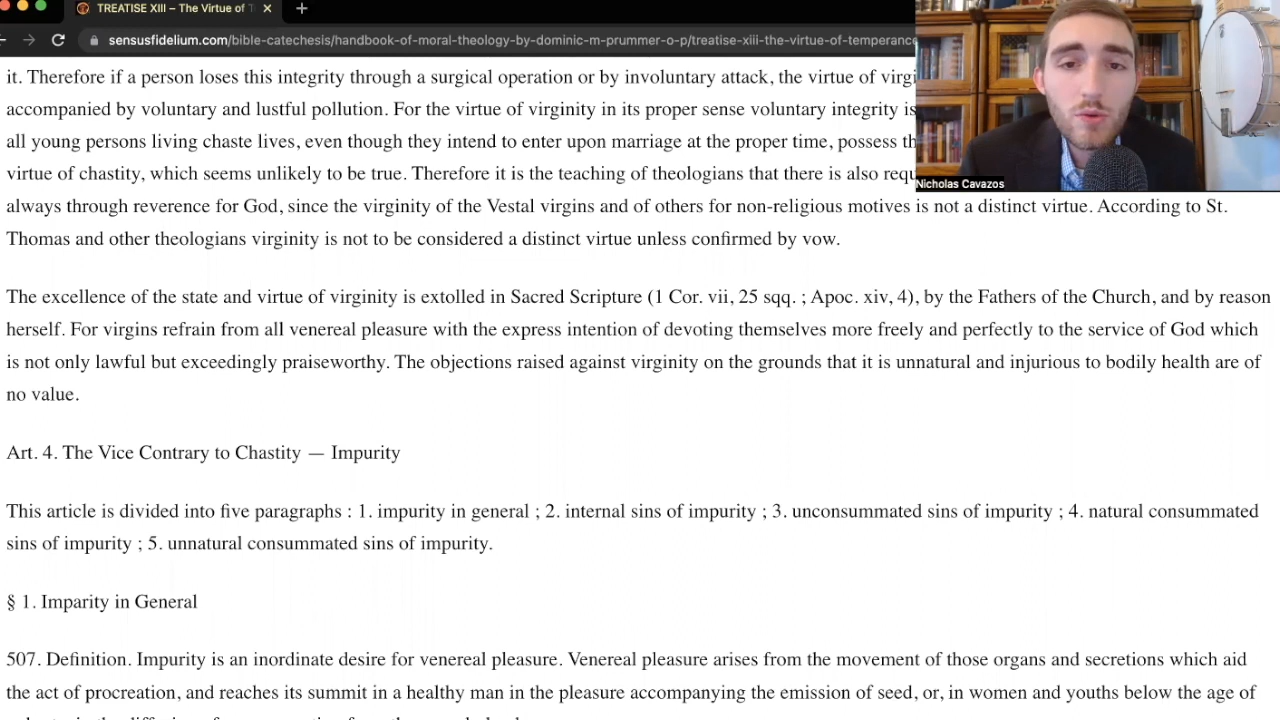 TREATISE XIII – The Virtue of T
sensusfidelium.com/bible-catechesis/handbook-of-moral-theology-by-dominic-m-prummer-o-p/treatise-xiii-the-virtue-of-temperance
it. Therefore if a person loses this integrity through a surgical operation or by involuntary attack, the virtue of virgi
accompanied by voluntary and lustful pollution. For the virtue of virginity in its proper sense voluntary integrity is
all young persons living chaste lives, even though they intend to enter upon marriage at the proper time, possess th
virtue of chastity, which seems unlikely to be true. Therefore it is the teaching of theologians that there is also requ
Nicholas Cavazos
always through reverence for God, since the virginity of the Vestal virgins and of others for non-religious motives is not a distinct virtue. According to St.
Thomas and other theologians virginity is not to be considered a distinct virtue unless confirmed by vow.
The excellence of the state and virtue of virginity is extolled in Sacred Scripture (1 Cor. vii, 25 sqq. ; Apoc. xiv, 4), by the Fathers of the Church, and by reason
herself. For virgins refrain from all venereal pleasure with the express intention of devoting themselves more freely and perfectly to the service of God which
is not only lawful but exceedingly praiseworthy. The objections raised against virginity on the grounds that it is unnatural and injurious to bodily health are of
no value.
Art. 4. The Vice Contrary to Chastity — Impurity
This article is divided into five paragraphs : 1. impurity in general ; 2. internal sins of impurity ; 3. unconsummated sins of impurity ; 4. natural consummated
sins of impurity ; 5. unnatural consummated sins of impurity.
§ 1. Imparity in General
507. Definition. Impurity is an inordinate desire for venereal pleasure. Venereal pleasure arises from the movement of those organs and secretions which aid
the act of procreation, and reaches its summit in a healthy man in the pleasure accompanying the emission of seed, or, in women and youths below the age of